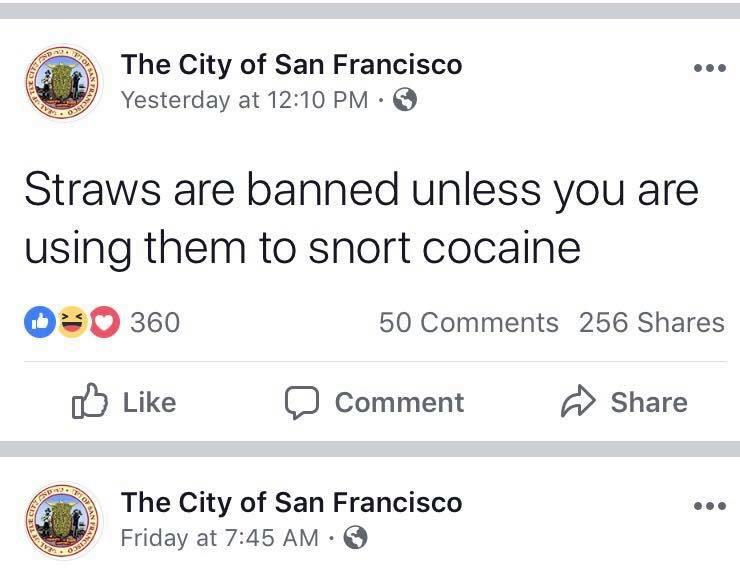 The City of San Francisco
Yesterday at 12:10 PM ·
Straws are banned unless you are
using them to snort cocaine
360
50 Comments 256 Shares
Like
Comment
Share
The City of San Francisco
Friday at 7:45 AM ·